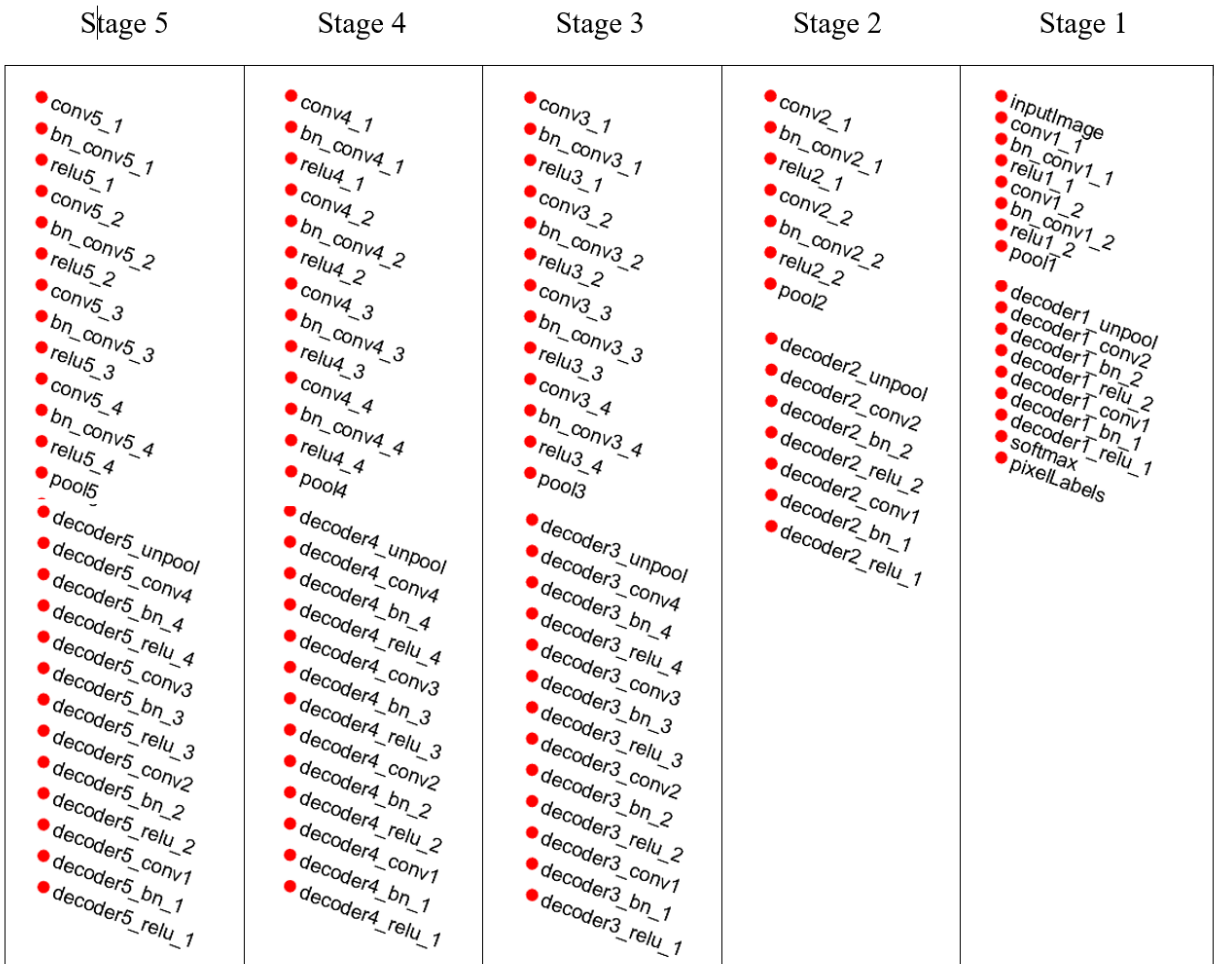 Stage 5
Stage 4
Stage 3
Stage 2
Stage 1
conv5_1
bn_conv5_1
relu5_1
conv5_2
bn_conv5_2
relu5_2
conv5_3
bn_conv5_3
relu5_3
conv5_4
bn_conv5_4
relu5_4
pool5
decoder5_unpool
decoder5_conv4
decoder5_bn_4
decoder5_relu_4
decoder5_conv3
decoder5_bn_3
decoder5_relu_3
decoder5_conv2
decoder5_bn_2
decoder5_relu_2
decoder5_conv1
decoder5_bn_1
decoder5_relu_1
conv4_1
bn_conv4_1
relu4_1
conv4_2
bn_conv4_2
relu4_2
conv4_3
bn_conv4_3
relu4_3
conv4_4
bn_conv4_4
relu4_4
pool4
decoder4_unpool
decoder4_conv4
decoder4_bn_4
decoder4_relu_4
decoder4_conv3
decoder4_bn_3
decoder4_relu_3
decoder4_conv2
decoder4_bn_2
decoder4_relu_2
decoder4_conv1
decoder4_bn_1
decoder4_relu_1
conv3_1
bn_conv3_1
relu3_1
conv3_2
bn_conv3_2
relu3_2
conv3_3
bn_conv3_3
relu3_3
conv3_4
bn_conv3_4
relu3_4
pool3
decoder3_unpool
decoder3_conv4
decoder3_bn_4
decoder3_relu_4
decoder3_conv3
decoder3_bn_3
decoder3_relu_3
decoder3_conv2
decoder3_bn_2
decoder3_relu_2
decoder3_conv1
decoder3_bn_1
decoder3_relu_1
conv2_1
bn_conv2_1
relu2_1
conv2_2
bn_conv2_2
relu2_2
pool2
decoder2_unpool
decoder2_conv2
decoder2_bn_2
decoder2_relu_2
decoder2_conv1
decoder2_bn_1
decoder2_relu_1
inputImage
conv1_1
bn_conv1_1
relu1_1
conv1_2
bn_conv1_2
relu1_2
pool1
decoder1_unpool
decoder1_conv2
decoder1_bn_2
decoder1_relu_2
decoder1_conv1
decoder1_bn_1
decoder1_relu_1
softmax
pixelLabels